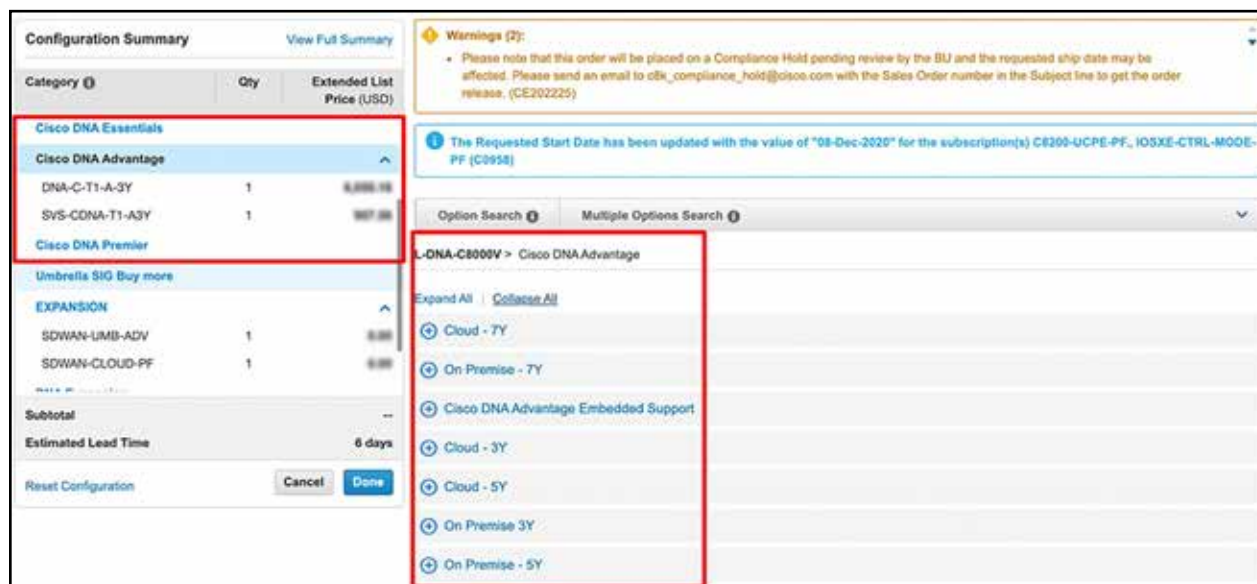 Configuration Summary
View Full Summary
Category
Qty
Extended List
Price (USD)
Cisco DNA Essentials
Cisco DNA Advantage
DNA-C-T1-A-3Y 1
SVS-CDNA-T1-A3Y 1
Cisco DNA Premier
Umbrella SIG Buy more
EXPANSION
SDWAN-UMB-ADV 1
SDWAN-CLOUD-PF 1
Subtotal --
Estimated Lead Time 6 days
Reset Configuration
Cancel
Done
Warnings (2):
• Please note that this order will be placed on a Compliance Hold pending review by the BU and the requested ship date may be
affected. Please send an email to c8k_compliance_hold@cisco.com with the Sales Order number in the Subject line to get the order
release. (CE202225)
The Requested Start Date has been updated with the value of "08-Dec-2020" for the subscription(s) C8200-UCPE-PF,, IOSXE-CTRL-MODE-
PF (C0958)
Option Search
Multiple Options Search
L-DNA-C8000V > Cisco DNA Advantage
Expand All | Collapse All
Cloud - 7Y
On Premise - 7Y
Cisco DNA Advantage Embedded Support
Cloud - 3Y
Cloud - 5Y
On Premise 3Y
On Premise - 5Y